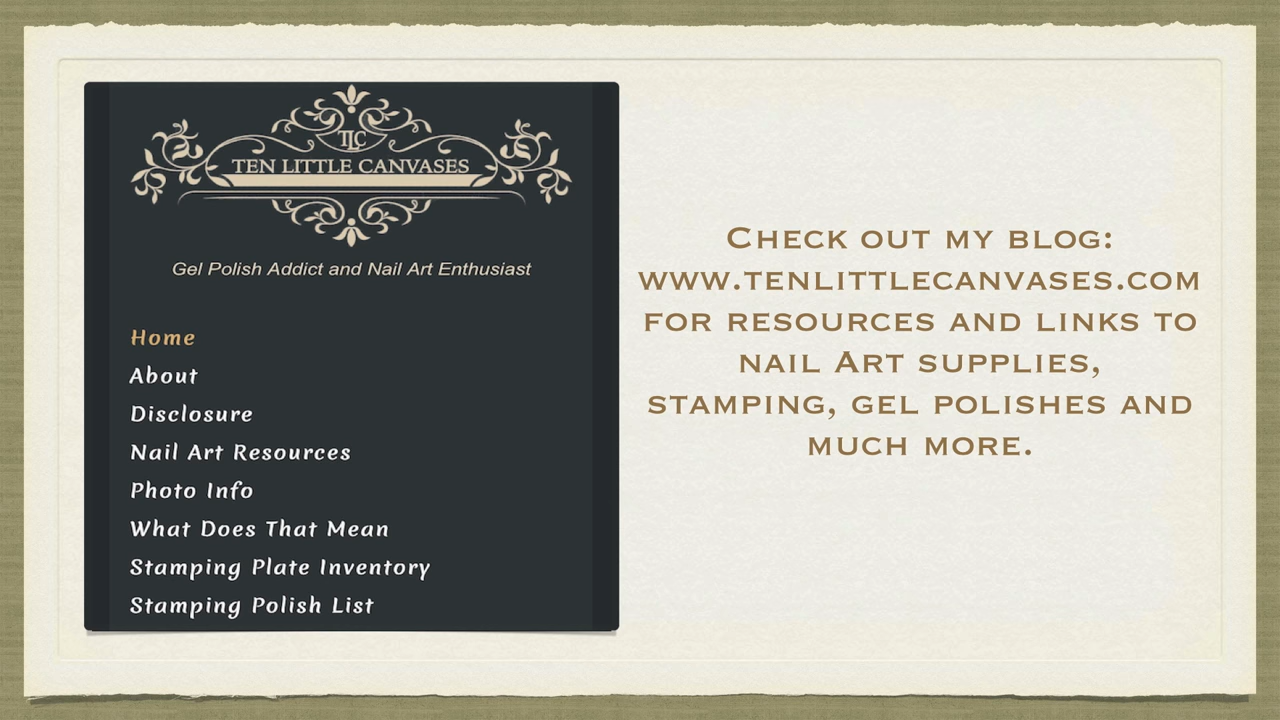 TLC
TEN LITTLE CANVASES
Gel Polish Addict and Nail Art Enthusiast
Home
About
Disclosure
Nail Art Resources
Photo Info
What Does That Mean
Stamping Plate Inventory
Stamping Polish List
Check out my blog:
www.tenlittlecanvases.com
for resources and links to
nail Art supplies,
stamping, gel polishes and
much more.